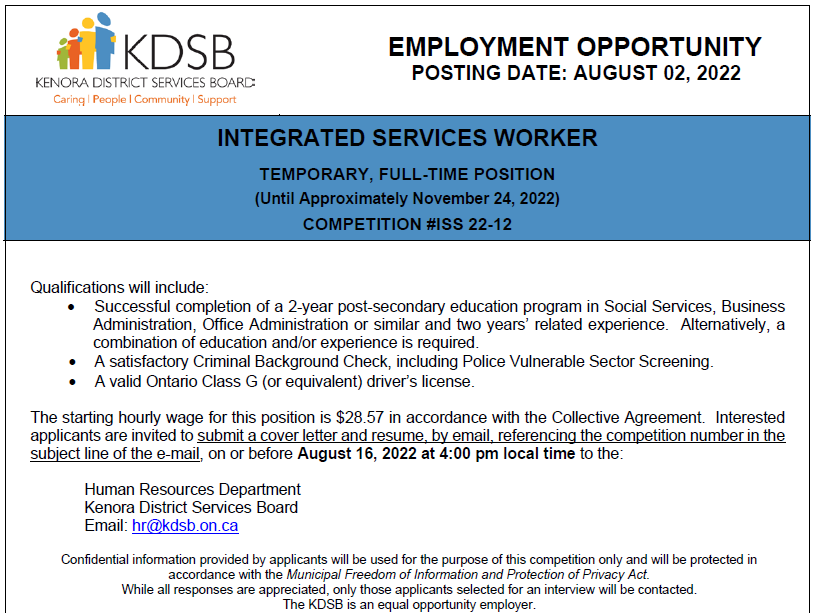 KDSB
KENORA DISTRICT SERVICES BOARD
Caring | People | Community | Support
EMPLOYMENT OPPORTUNITY
POSTING DATE: AUGUST 02, 2022
INTEGRATED SERVICES WORKER
TEMPORARY, FULL-TIME POSITION
(Until Approximately November 24, 2022)
COMPETITION #ISS 22-12
Qualifications will include:
• Successful completion of a 2-year post-secondary education program in Social Services, Business
Administration, Office Administration or similar and two years' related experience. Alternatively, a
combination of education and/or experience is required.
• A satisfactory Criminal Background Check, including Police Vulnerable Sector Screening.
• A valid Ontario Class G (or equivalent) driver's license.
The starting hourly wage for this position is $28.57 in accordance with the Collective Agreement. Interested
applicants are invited to submit a cover letter and resume, by email, referencing the competition number in the
subject line of the e-mail, on or before August 16, 2022 at 4:00 pm local time to the:
Human Resources Department
Kenora District Services Board
Email: hr@kdsb.on.ca
Confidential information provided by applicants will be used for the purpose of this competition only and will be protected in
accordance with the Municipal Freedom of Information and Protection of Privacy Act.
While all responses are appreciated, only those applicants selected for an interview will be contacted.
The KDSB is an equal opportunity employer.